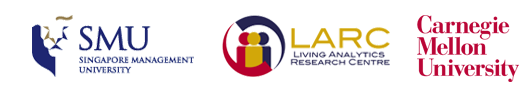 SMU
SINGAPORE MANAGEMENT
UNIVERSITY
LARC
LIVING ANALYTICS
RESEARCH CENTRE
Carnegie
Mellon
University